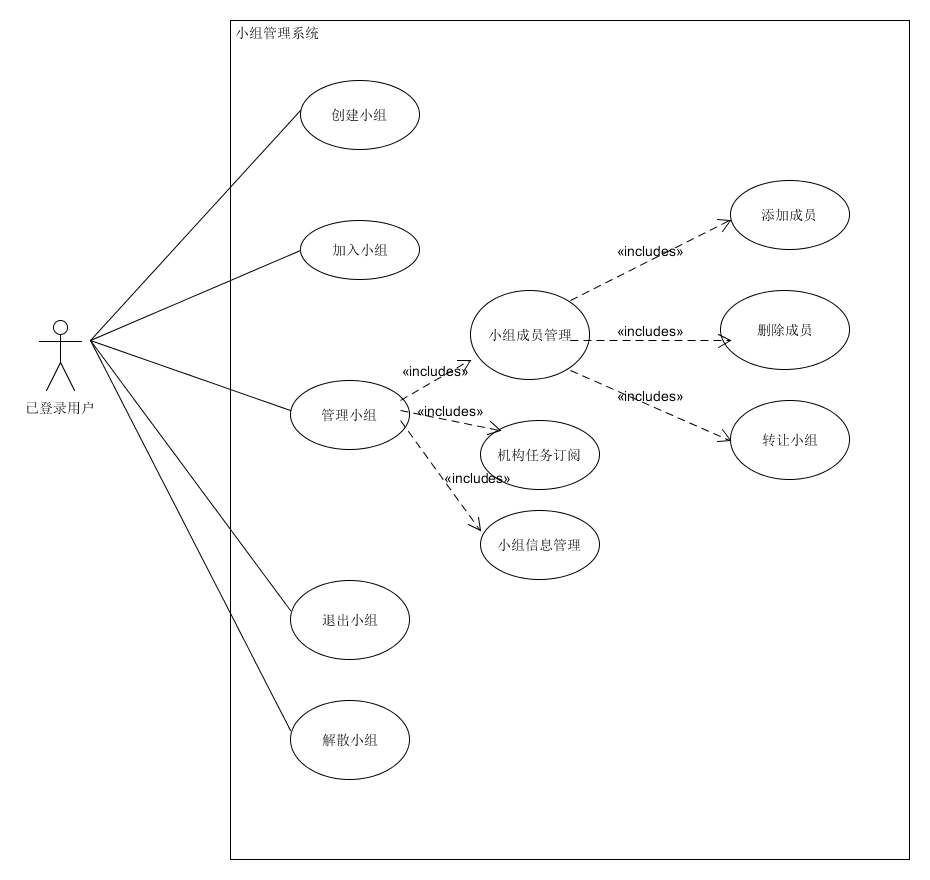 小组管理系统
创建小组
添加成员
加入小组
«includes»
已登录用户
小组成员管理
«includes»
删除成员
«includes»
管理小组
«includes»
«includes»
转让小组
机构任务订阅
«includes»
小组信息管理
退出小组
解散小组